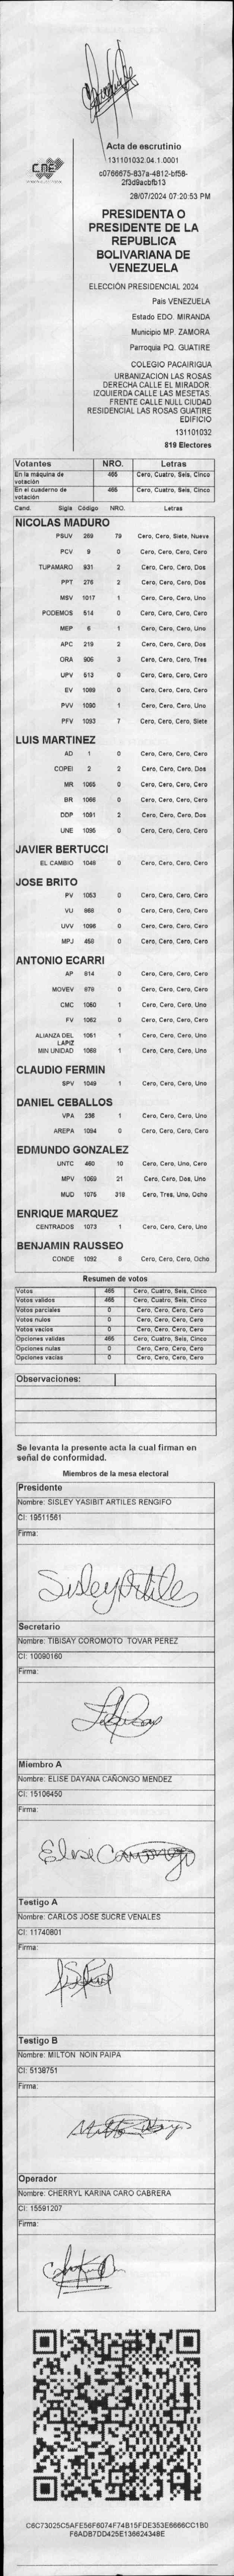 Acta de escrutinio
131101032.04.1.0001
c0766675-837a-4812-bf58-
2f3d9acbfb13
28/07/2024 07:20:53 PM
CNE
PRESIDENTA O
PRESIDENTE DE LA
REPUBLICA
BOLIVARIANA DE
VENEZUELA
ELECCIÓN PRESIDENCIAL 2024
País VENEZUELA
Estado EDO. MIRANDA
Municipio MP. ZAMORA
Parroquia PQ. GUATIRE
COLEGIO PACAIRIGUA
URBANIZACION LAS ROSAS
DERECHA CALLE EL MIRADOR.
IZQUIERDA CALLE LAS MESETAS.
FRENTE CALLE NULL CIUDAD
RESIDENCIAL LAS ROSAS GUATIRE
EDIFICIO
131101032
819 Electores
Votantes NRO. Letras
En la máquina de votación 465 Cero, Cuatro, Seis, Cinco
En el cuaderno de votación 465 Cero, Cuatro, Seis, Cinco
Cand. Sigla Código NRO. Letras
NICOLAS MADURO
PSUV 269 79 Cero, Cero, Siete, Nueve
PCV 9 0 Cero, Cero, Cero, Cero
TUPAMARO 931 2 Cero, Cero, Cero, Dos
PPT 276 2 Cero, Cero, Cero, Dos
MSV 1017 1 Cero, Cero, Cero, Uno
PODEMOS 514 0 Cero, Cero, Cero, Cero
MEP 6 1 Cero, Cero, Cero, Uno
APC 219 2 Cero, Cero, Cero, Dos
ORA 906 3 Cero, Cero, Cero, Tres
UPV 513 0 Cero, Cero, Cero, Cero
EV 1089 0 Cero, Cero, Cero, Cero
PVV 1090 1 Cero, Cero, Cero, Uno
PFV 1093 7 Cero, Cero, Cero, Siete
LUIS MARTINEZ
AD 1 0 Cero, Cero, Cero, Cero
COPEI 2 2 Cero, Cero, Cero, Dos
MR 1065 0 Cero, Cero, Cero, Cero
BR 1066 0 Cero, Cero, Cero, Cero
DDP 1091 2 Cero, Cero, Cero, Dos
UNE 1095 0 Cero, Cero, Cero, Cero
JAVIER BERTUCCI
EL CAMBIO 1048 0 Cero, Cero, Cero, Cero
JOSE BRITO
PV 1053 0 Cero, Cero, Cero, Cero
VU 868 0 Cero, Cero, Cero, Cero
UVV 1096 0 Cero, Cero, Cero, Cero
MPJ 450 0 Cero, Cero, Cero, Cero
ANTONIO ECARRI
AP 814 0 Cero, Cero, Cero, Cero
MOVEV 878 0 Cero, Cero, Cero, Cero
CMC 1060 1 Cero, Cero, Cero, Uno
FV 1062 0 Cero, Cero, Cero, Cero
ALIANZA DEL LAPIZ 1061 1 Cero, Cero, Cero, Uno
MIN UNIDAD 1068 1 Cero, Cero, Cero, Uno
CLAUDIO FERMIN
SPV 1049 1 Cero, Cero, Cero, Uno
DANIEL CEBALLOS
VPA 236 1 Cero, Cero, Cero, Uno
AREPA 1094 0 Cero, Cero, Cero, Cero
EDMUNDO GONZALEZ
UNTC 460 10 Cero, Cero, Uno, Cero
MPV 1069 21 Cero, Cero, Dos, Uno
MUD 1075 318 Cero, Tres, Uno, Ocho
ENRIQUE MARQUEZ
CENTRADOS 1073 1 Cero, Cero, Cero, Uno
BENJAMIN RAUSSEO
CONDE 1092 8 Cero, Cero, Cero, Ocho
Resumen de votos
Votos 465 Cero, Cuatro, Seis, Cinco
Votos validos 465 Cero, Cuatro, Seis, Cinco
Votos parciales 0 Cero, Cero, Cero, Cero
Votos nulos 0 Cero, Cero, Cero, Cero
Votos vacíos 0 Cero, Cero, Cero, Cero
Opciones validas 465 Cero, Cuatro, Seis, Cinco
Opciones nulas 0 Cero, Cero, Cero, Cero
Opciones vacías 0 Cero, Cero, Cero, Cero
Observaciones:
Se levanta la presente acta la cual firman en
señal de conformidad.
Miembros de la mesa electoral
Presidente
Nombre: SISLEY YASIBIT ARTILES RENGIFO
CI: 19511561
Firma:
Sisley Artiles
Secretario
Nombre: TIBISAY COROMOTO TOVAR PEREZ
CI: 10090160
Firma:
Miembro A
Nombre: ELISE DAYANA CAÑONGO MENDEZ
CI: 15106450
Firma:
Elise Cañongo
Testigo A
Nombre: CARLOS JOSE SUCRE VENALES
CI: 11740801
Firma:
Testigo B
Nombre: MILTON NOIN PAIPA
CI: 5138751
Firma:
Operador
Nombre: CHERRYL KARINA CARO CABRERA
CI: 15591207
Firma:
C6C73025C5AFE56F6074F74B15FDE353E6666CC1B0
F6ADB7DD425E136624348E